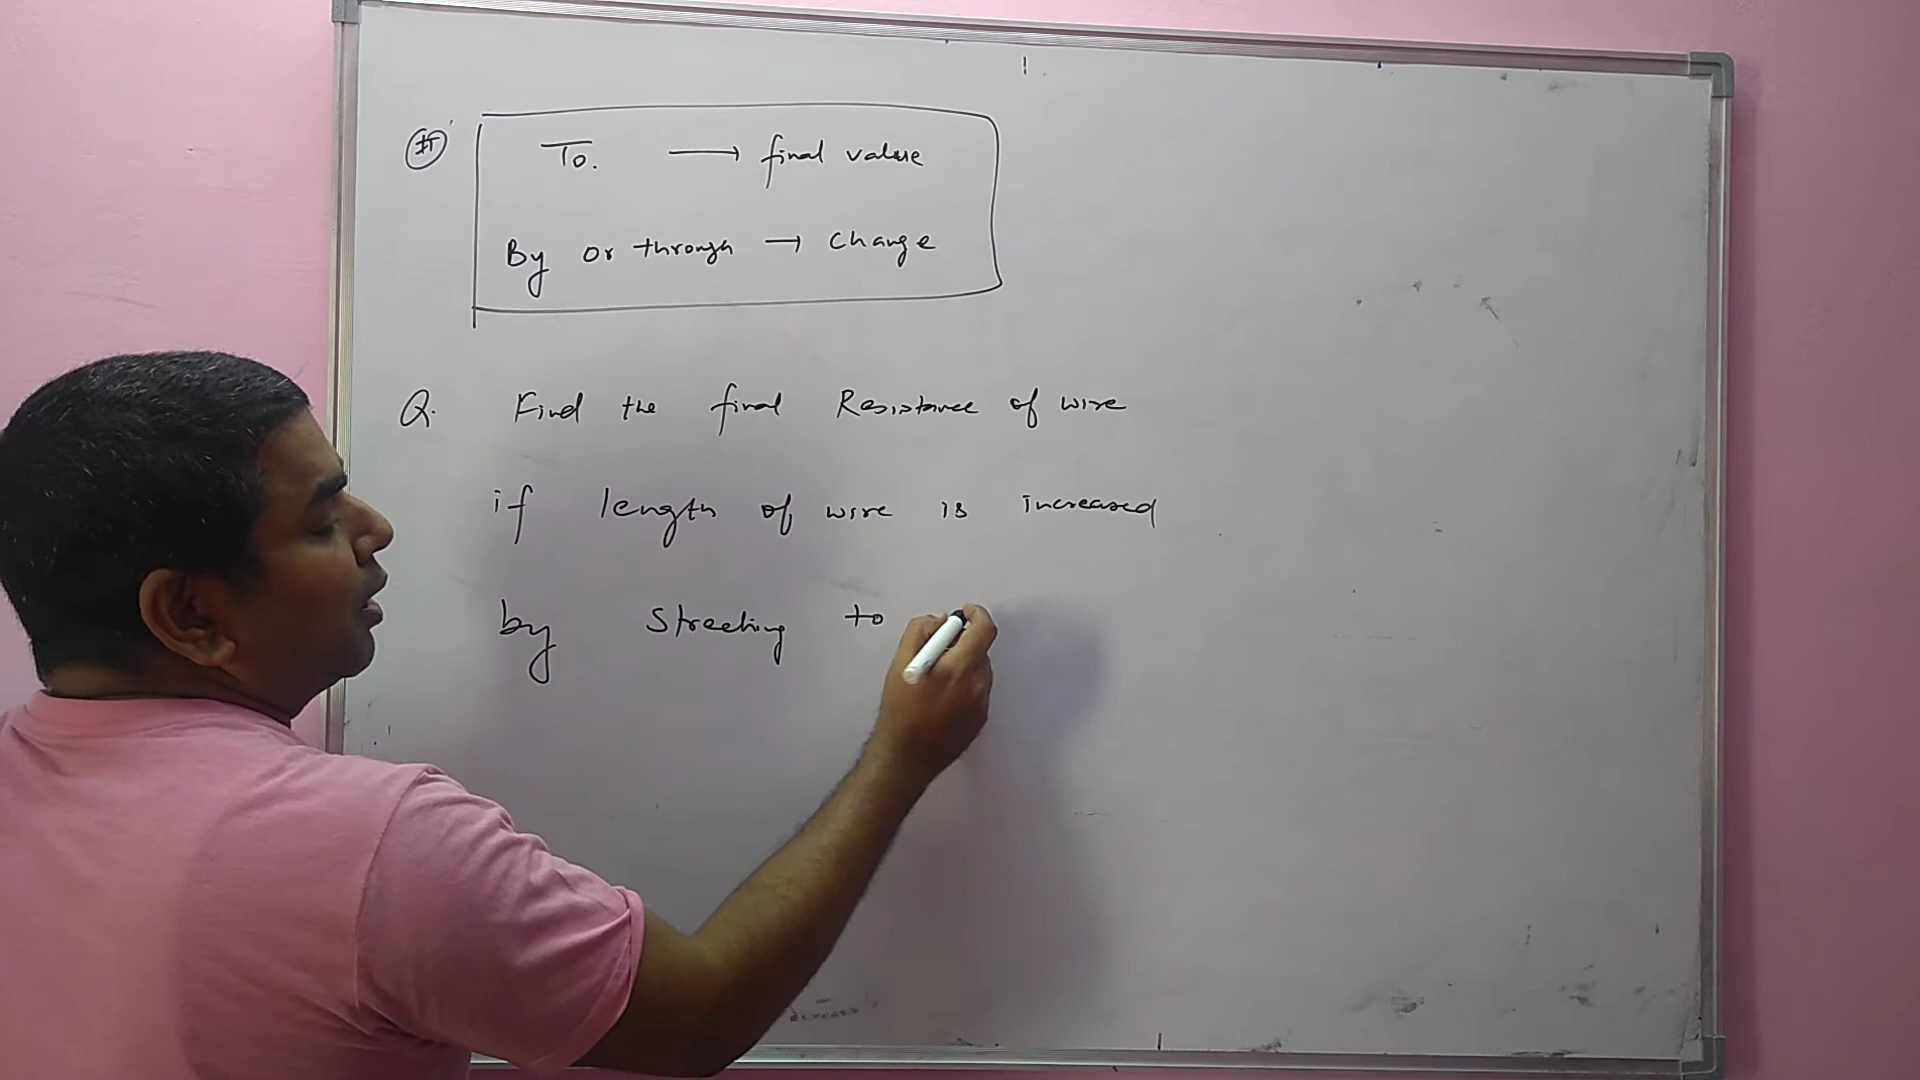 To. → final value
By or through → change
Q. Find the final Resistance of wire
if length of wire is increased
by Streeting to